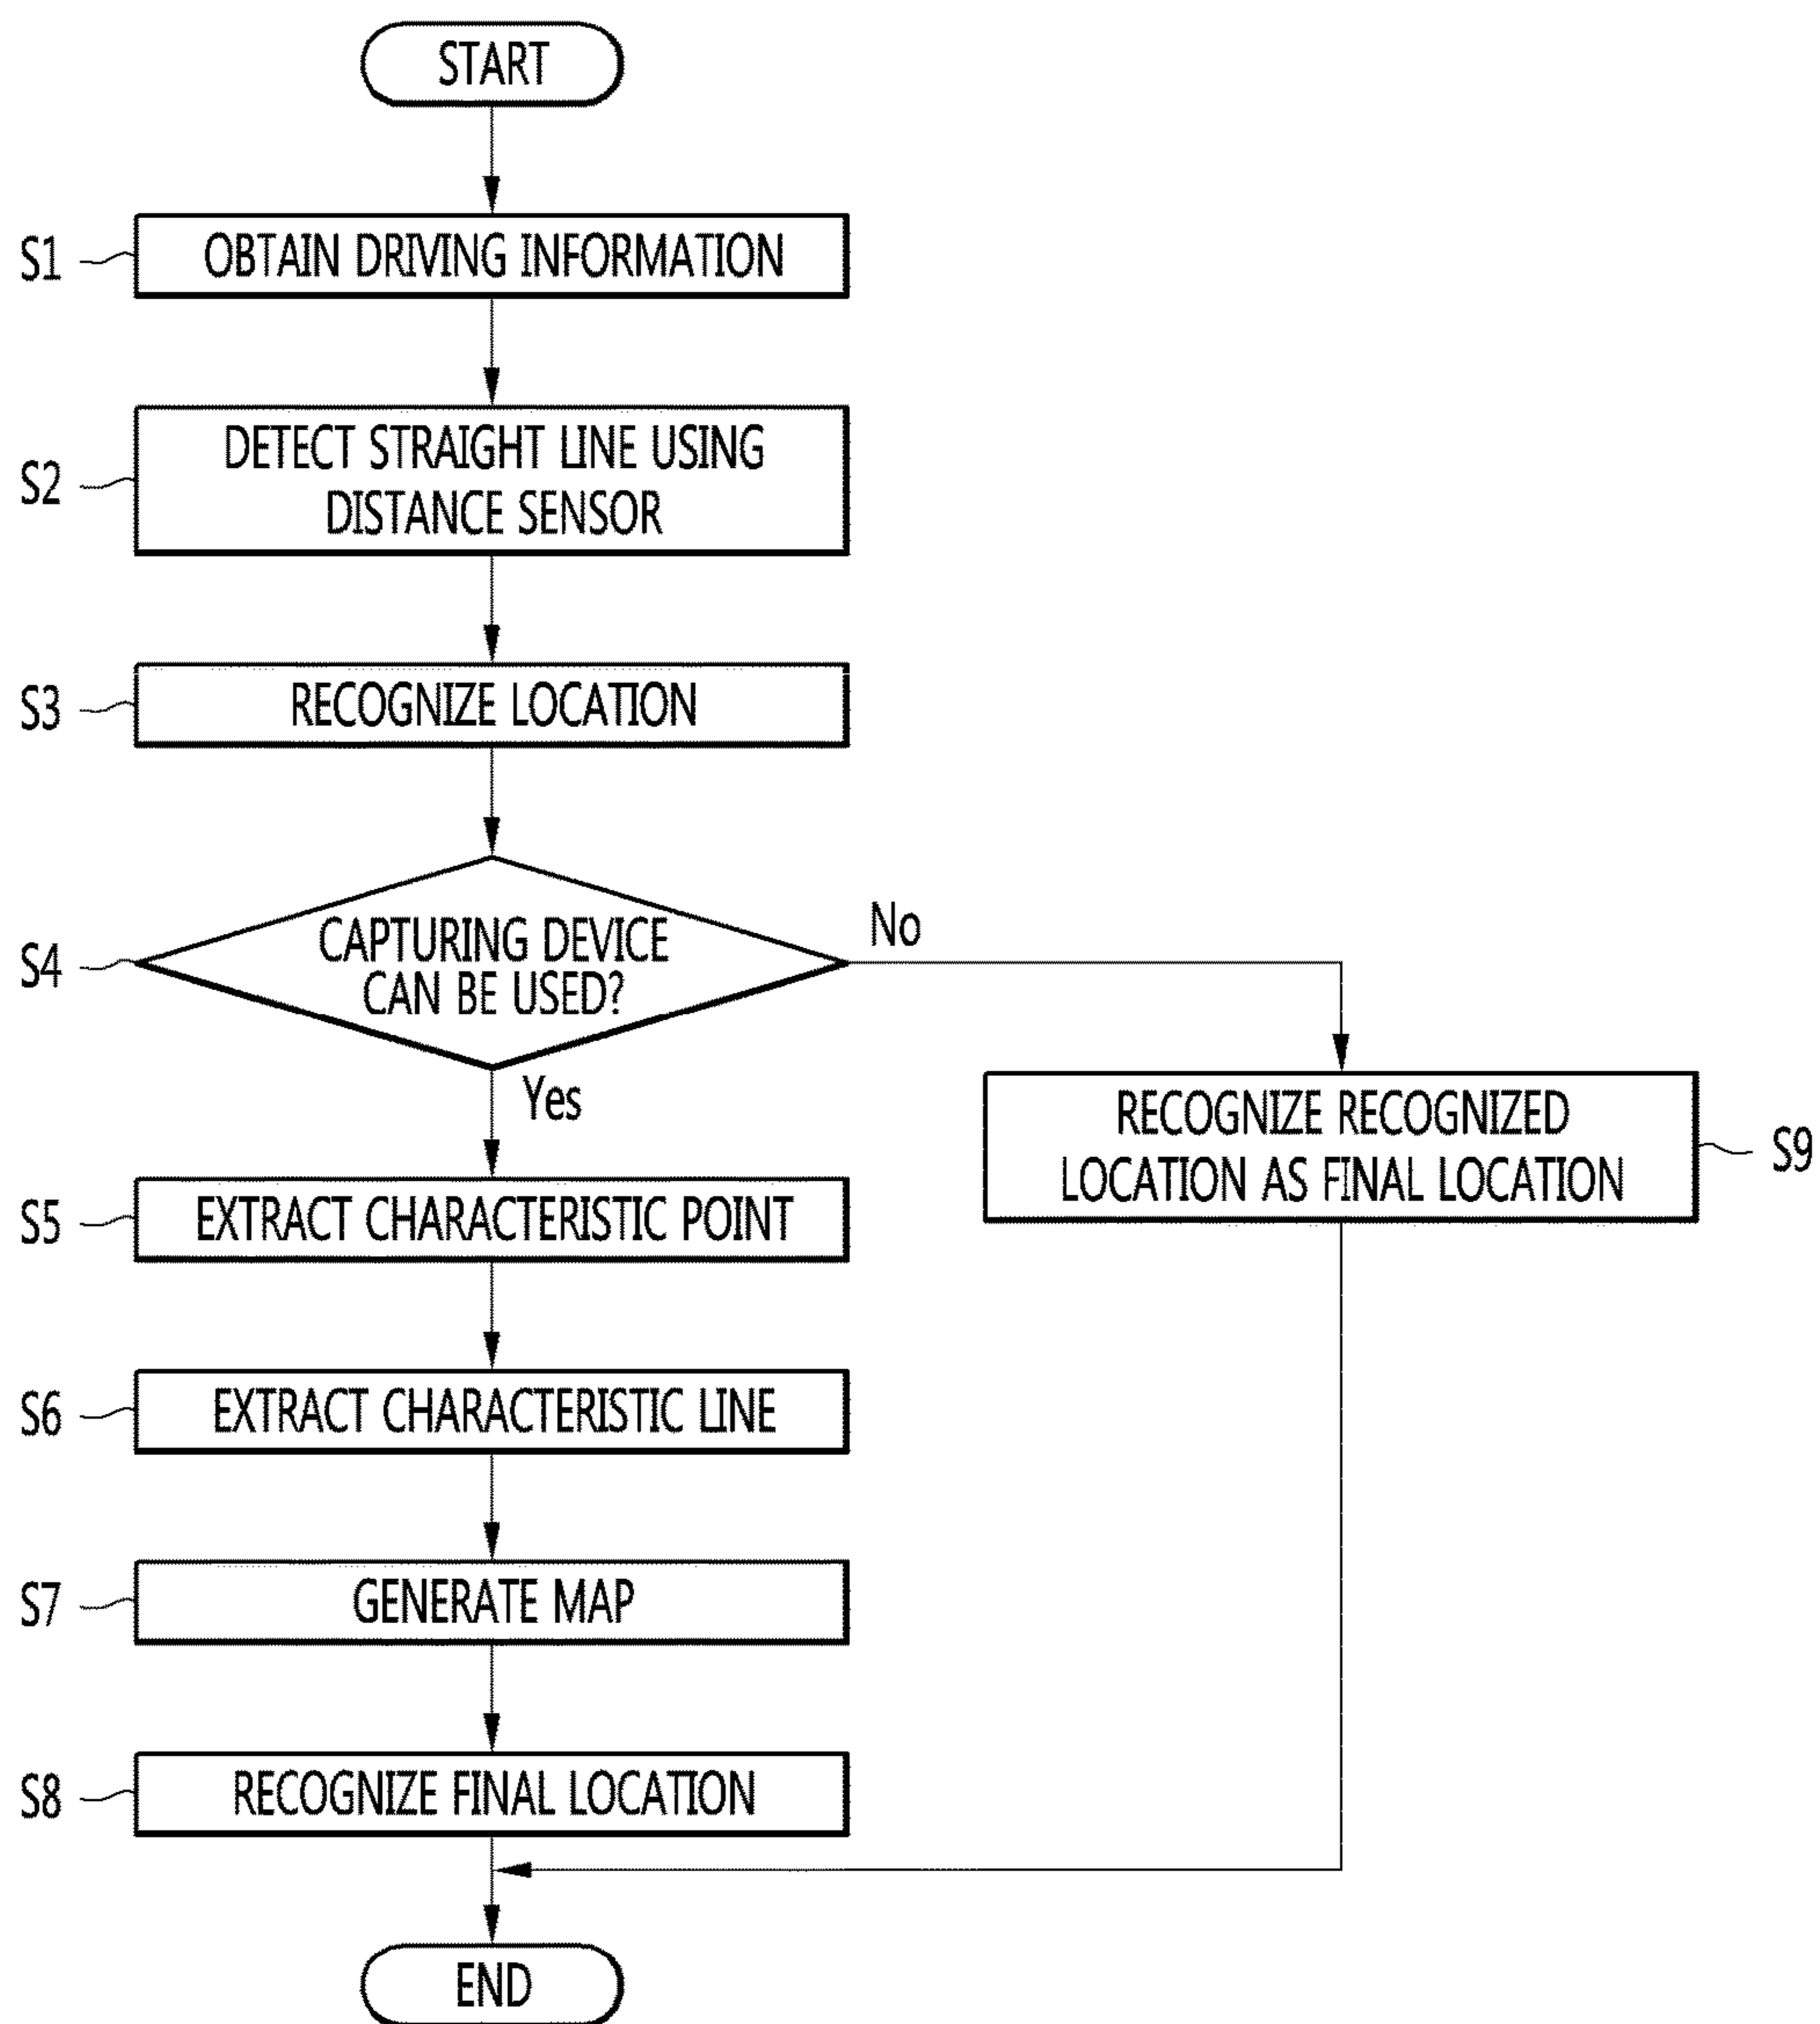 START
S1
OBTAIN DRIVING INFORMATION
S2
DETECT STRAIGHT LINE USING
DISTANCE SENSOR
S3
RECOGNIZE LOCATION
S4
CAPTURING DEVICE
CAN BE USED?
No
Yes
RECOGNIZE RECOGNIZED
LOCATION AS FINAL LOCATION
S9
S5
EXTRACT CHARACTERISTIC POINT
S6
EXTRACT CHARACTERISTIC LINE
S7
GENERATE MAP
S8
RECOGNIZE FINAL LOCATION
END